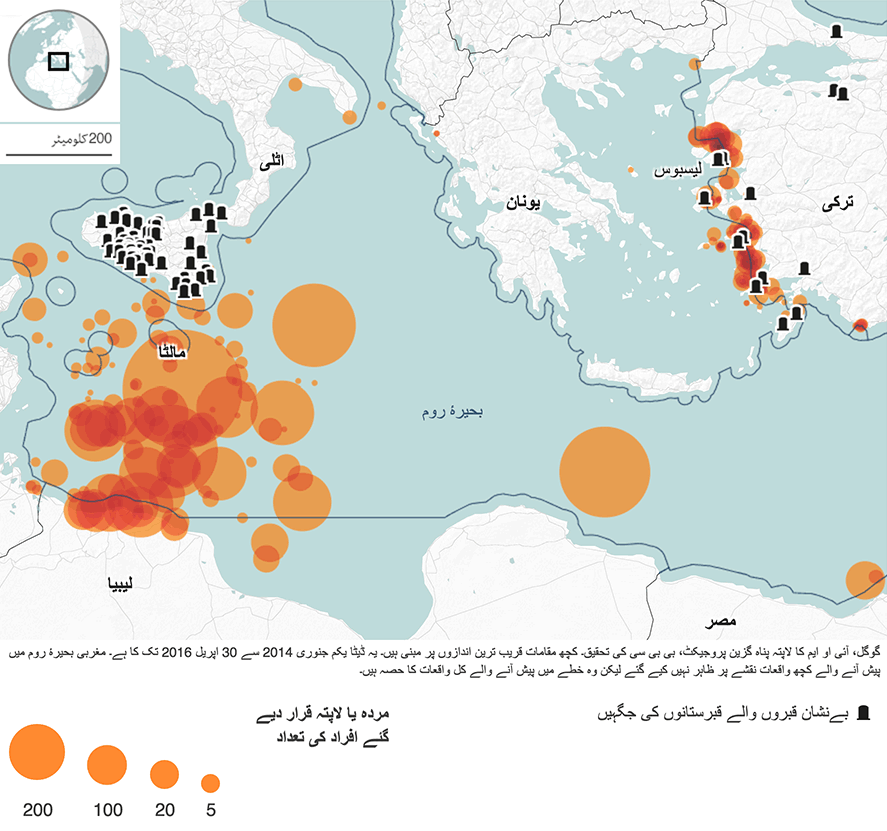 200کلومیٹر
اٹلی
یونان
لیسبوس
ترکی
مالٹا
بحیرۂ روم
لیبیا
مصر
گوگل، آئی او ایم کا لاپتہ پناہ گزین پروجیکٹ، بی بی سی کی تحقیق۔ کچھ مقامات قریب ترین اندازوں پر مبنی ہیں۔ یہ ڈیٹا یکم جنوری 2014 سے 30 اپریل 2016 تک کا ہے۔ مغربی بحیرۂ روم میں
پیش آنے والے کچھ واقعات نقشے پر ظاہر نہیں کیے گئے لیکن وہ خطے میں پیش آنے والے کل واقعات کا حصہ ہیں۔
بےنشان قبروں والے قبرستانوں کی جگہیں
مردہ یا لاپتہ قرار دیے
گئے افراد کی تعداد
200 100 20 5